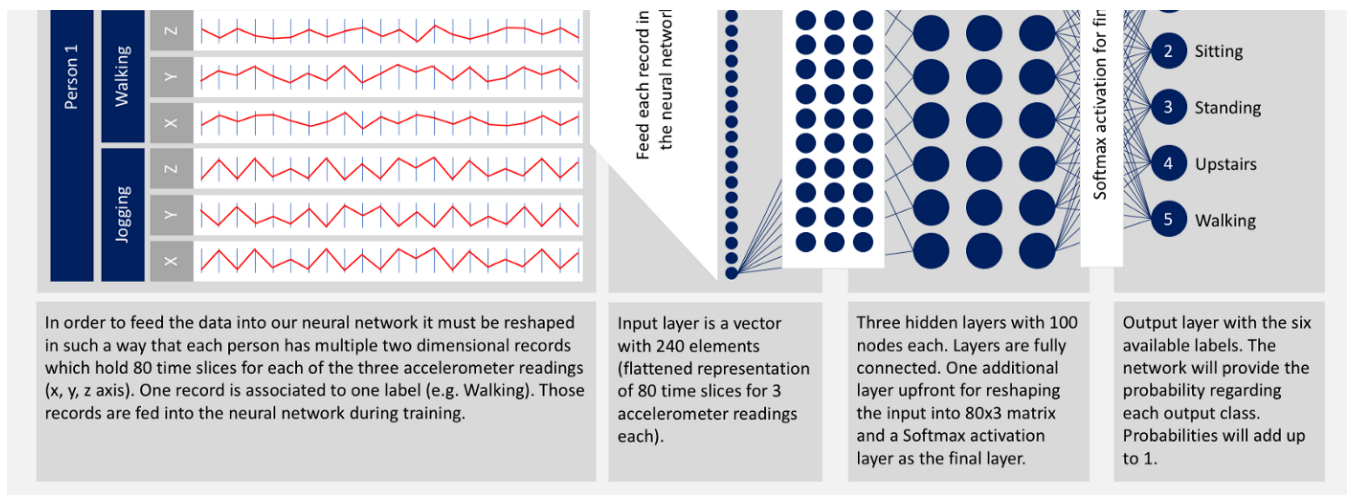 Person 1
Walking
Z
Y
X
Jogging
Z
Y
X
Feed each record in
the neural network
Softmax activation for fin
2 Sitting
3 Standing
4 Upstairs
5 Walking
In order to feed the data into our neural network it must be reshaped
in such a way that each person has multiple two dimensional records
which hold 80 time slices for each of the three accelerometer readings
(x, y, z axis). One record is associated to one label (e.g. Walking). Those
records are fed into the neural network during training.
Input layer is a vector
with 240 elements
(flattened representation
of 80 time slices for 3
accelerometer readings
each).
Three hidden layers with 100
nodes each. Layers are fully
connected. One additional
layer upfront for reshaping
the input into 80x3 matrix
and a Softmax activation
layer as the final layer.
Output layer with the six
available labels. The
network will provide the
probability regarding
each output class.
Probabilities will add up
to 1.